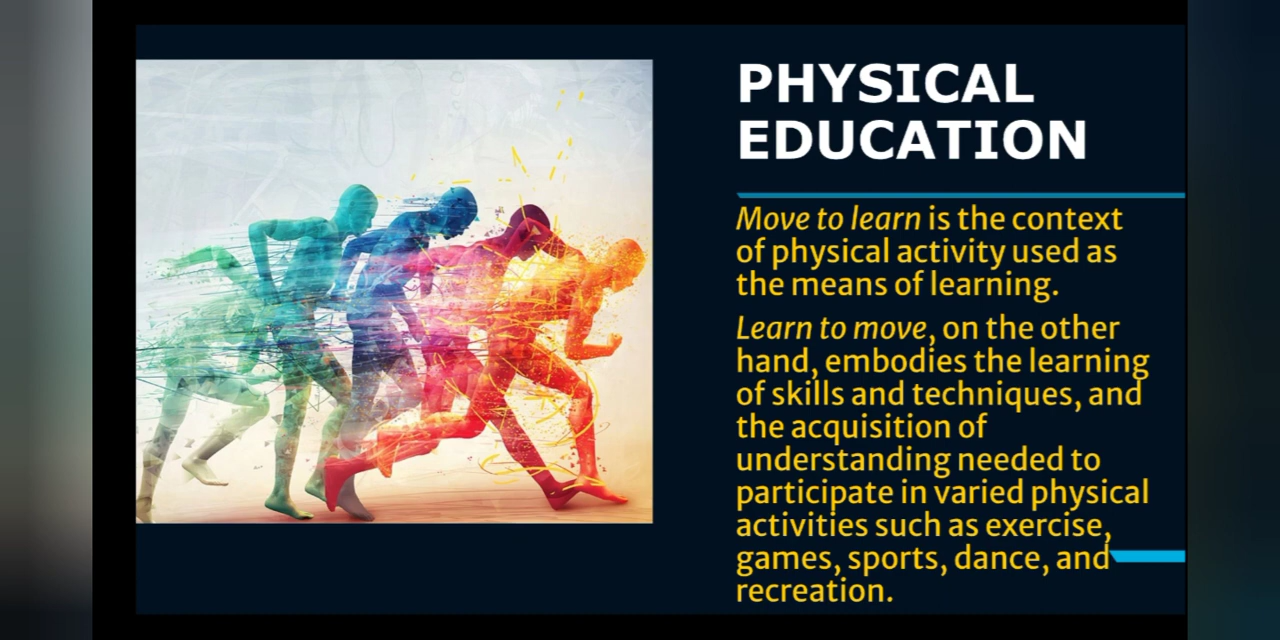 PHYSICAL
EDUCATION
Move to learn is the context
of physical activity used as
the means of learning.
Learn to move, on the other
hand, embodies the learning
of skills and techniques, and
the acquisition of
understanding needed to
participate in varied physical
activities such as exercise,
games, sports, dance, and
recreation.